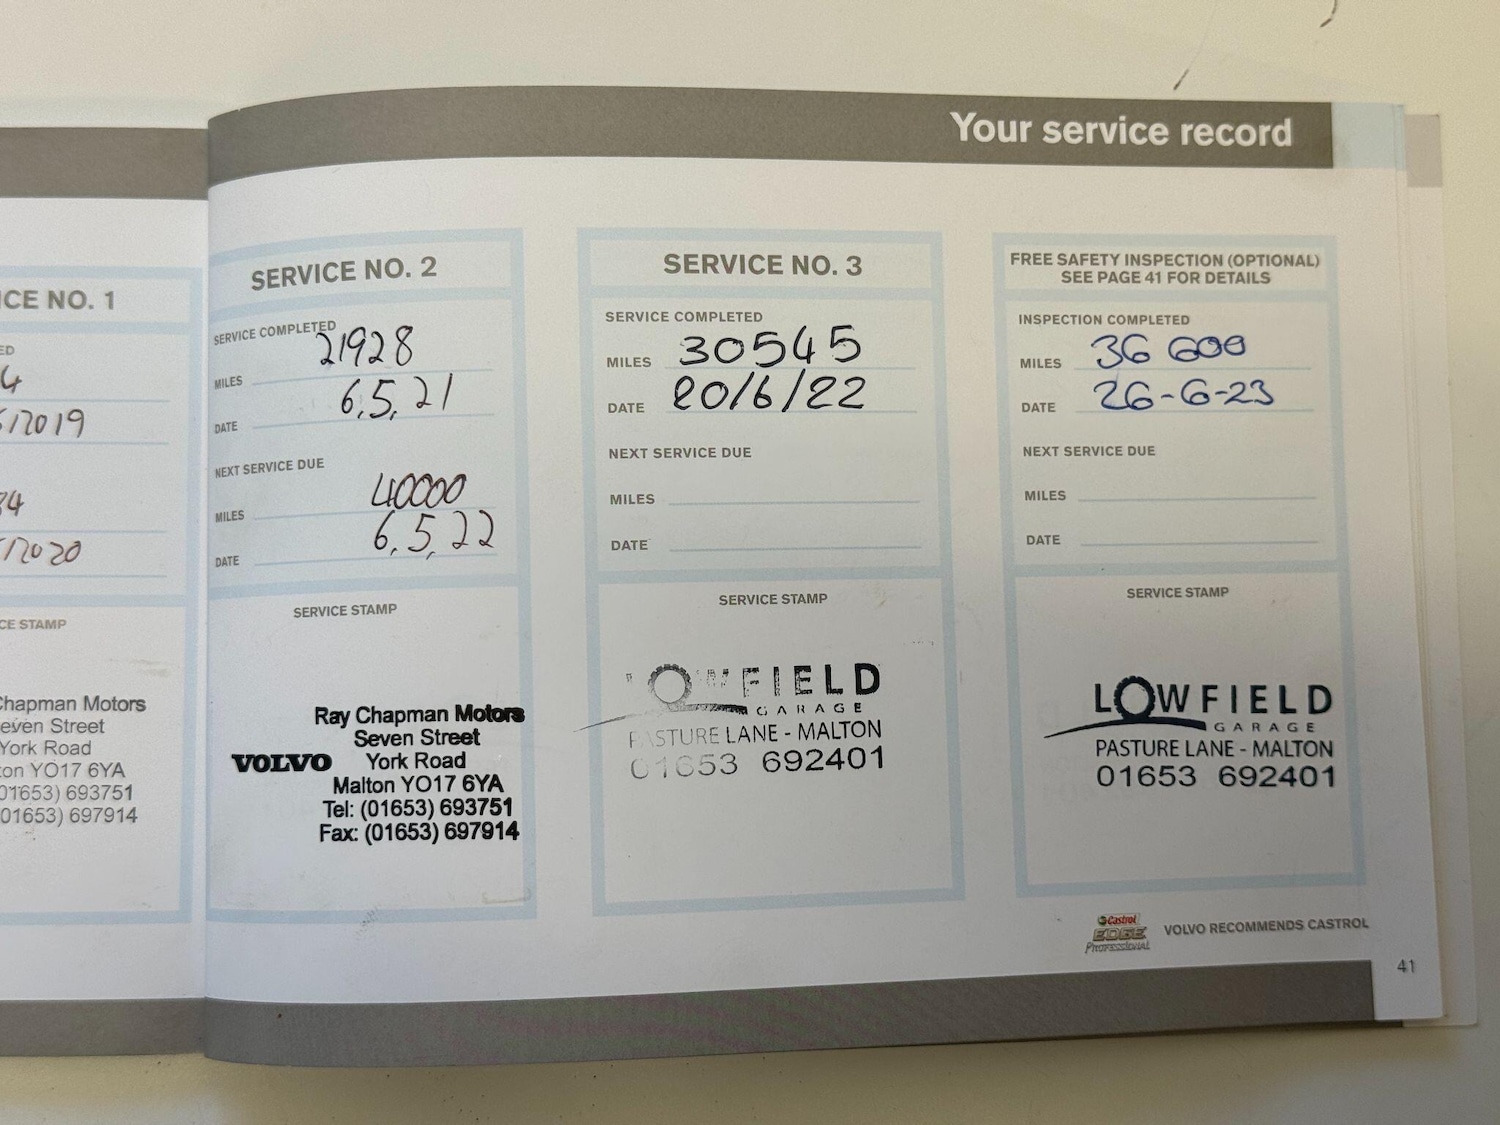 Your service record
ICE NO. 1
ED
4
/2019
34
/2020
CE STAMP
Chapman Motors
Seven Street
York Road
ton YO17 6YA
01653) 693751
01653) 697914
SERVICE NO. 2
SERVICE COMPLETED
21928
MILES
6,5,21
DATE
NEXT SERVICE DUE
40000
MILES
6,5,22
DATE
SERVICE STAMP
Ray Chapman Motors
Seven Street
VOLVO York Road
Malton YO17 6YA
Tel: (01653) 693751
Fax: (01653) 697914
SERVICE NO. 3
SERVICE COMPLETED
MILES 30545
DATE 20/6/22
NEXT SERVICE DUE
MILES
DATE
SERVICE STAMP
LOWFIELD
GARAGE
PASTURE LANE - MALTON
01653 692401
FREE SAFETY INSPECTION (OPTIONAL)
SEE PAGE 41 FOR DETAILS
INSPECTION COMPLETED
MILES 36 600
DATE 26-6-23
NEXT SERVICE DUE
MILES
DATE
SERVICE STAMP
LOWFIELD
GARAGE
PASTURE LANE - MALTON
01653 692401
Castrol
EDGE
Professional
VOLVO RECOMMENDS CASTROL
41